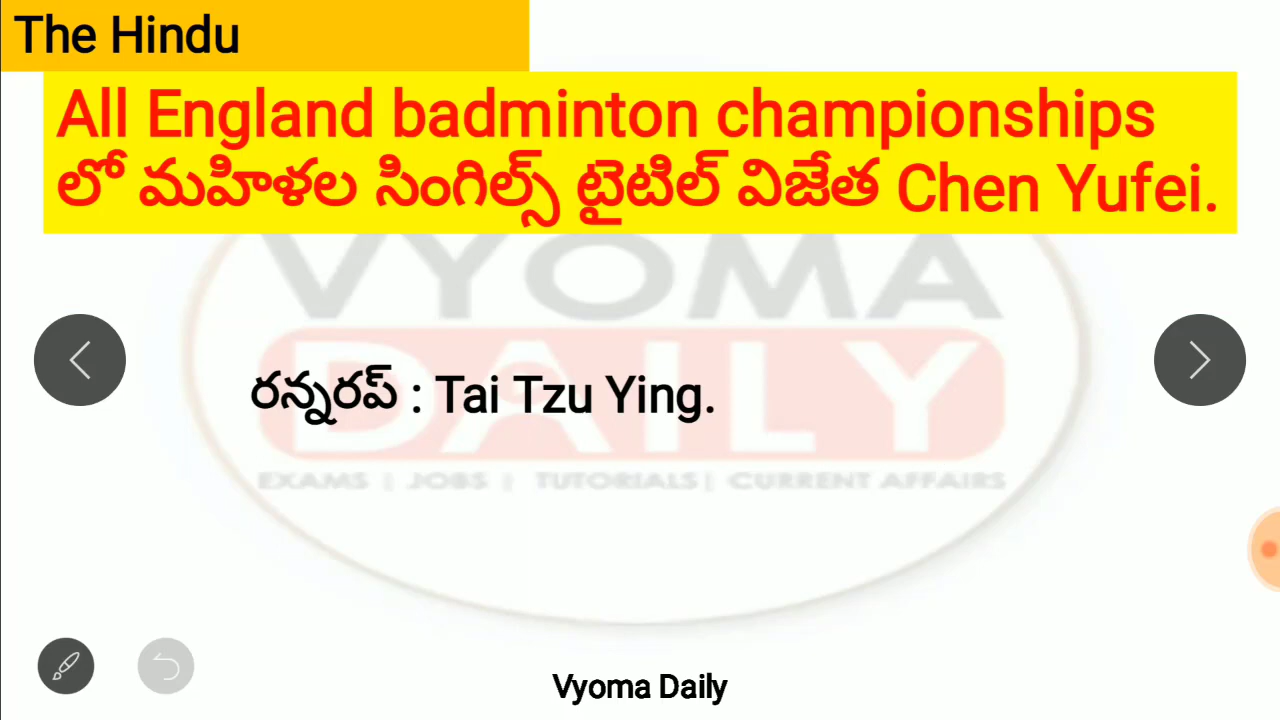 The Hindu
All England badminton championships
లో మహిళల సింగిల్స్ టైటిల్ విజేత Chen Yufei.
VYOMA
DAILY
రన్నరప్ : Tai Tzu Ying.
EXAMS | JOBS | TUTORIALS | CURRENT AFFAIRS
Vyoma Daily